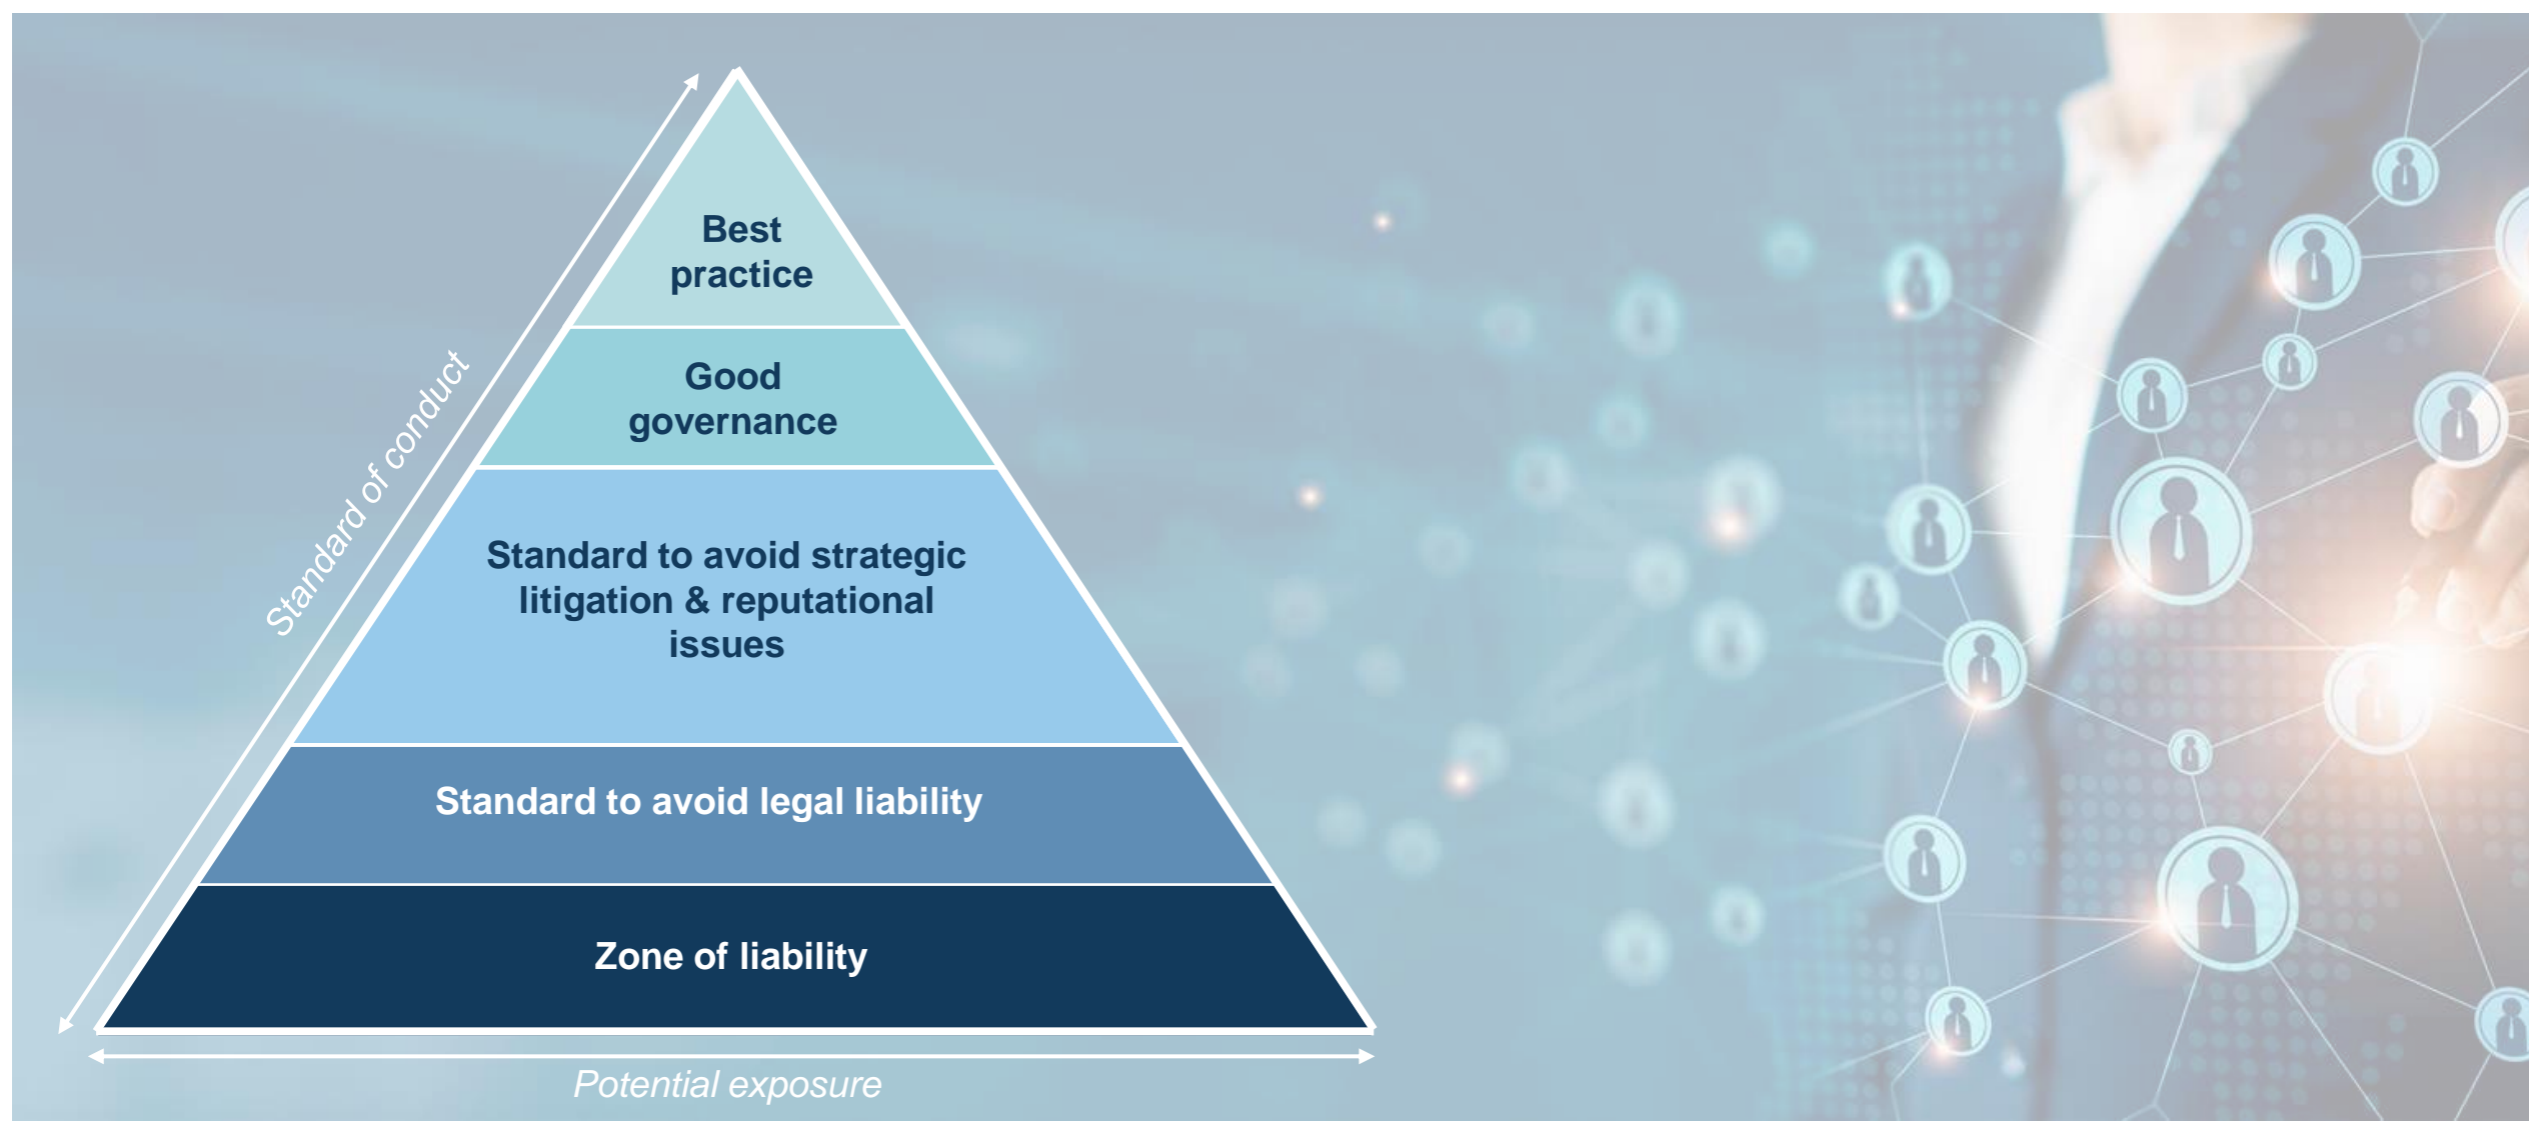 Best
practice
Good
governance
Standard of conduct
Standard to avoid strategic
litigation & reputational
issues
Standard to avoid legal liability
Zone of liability
Potential exposure